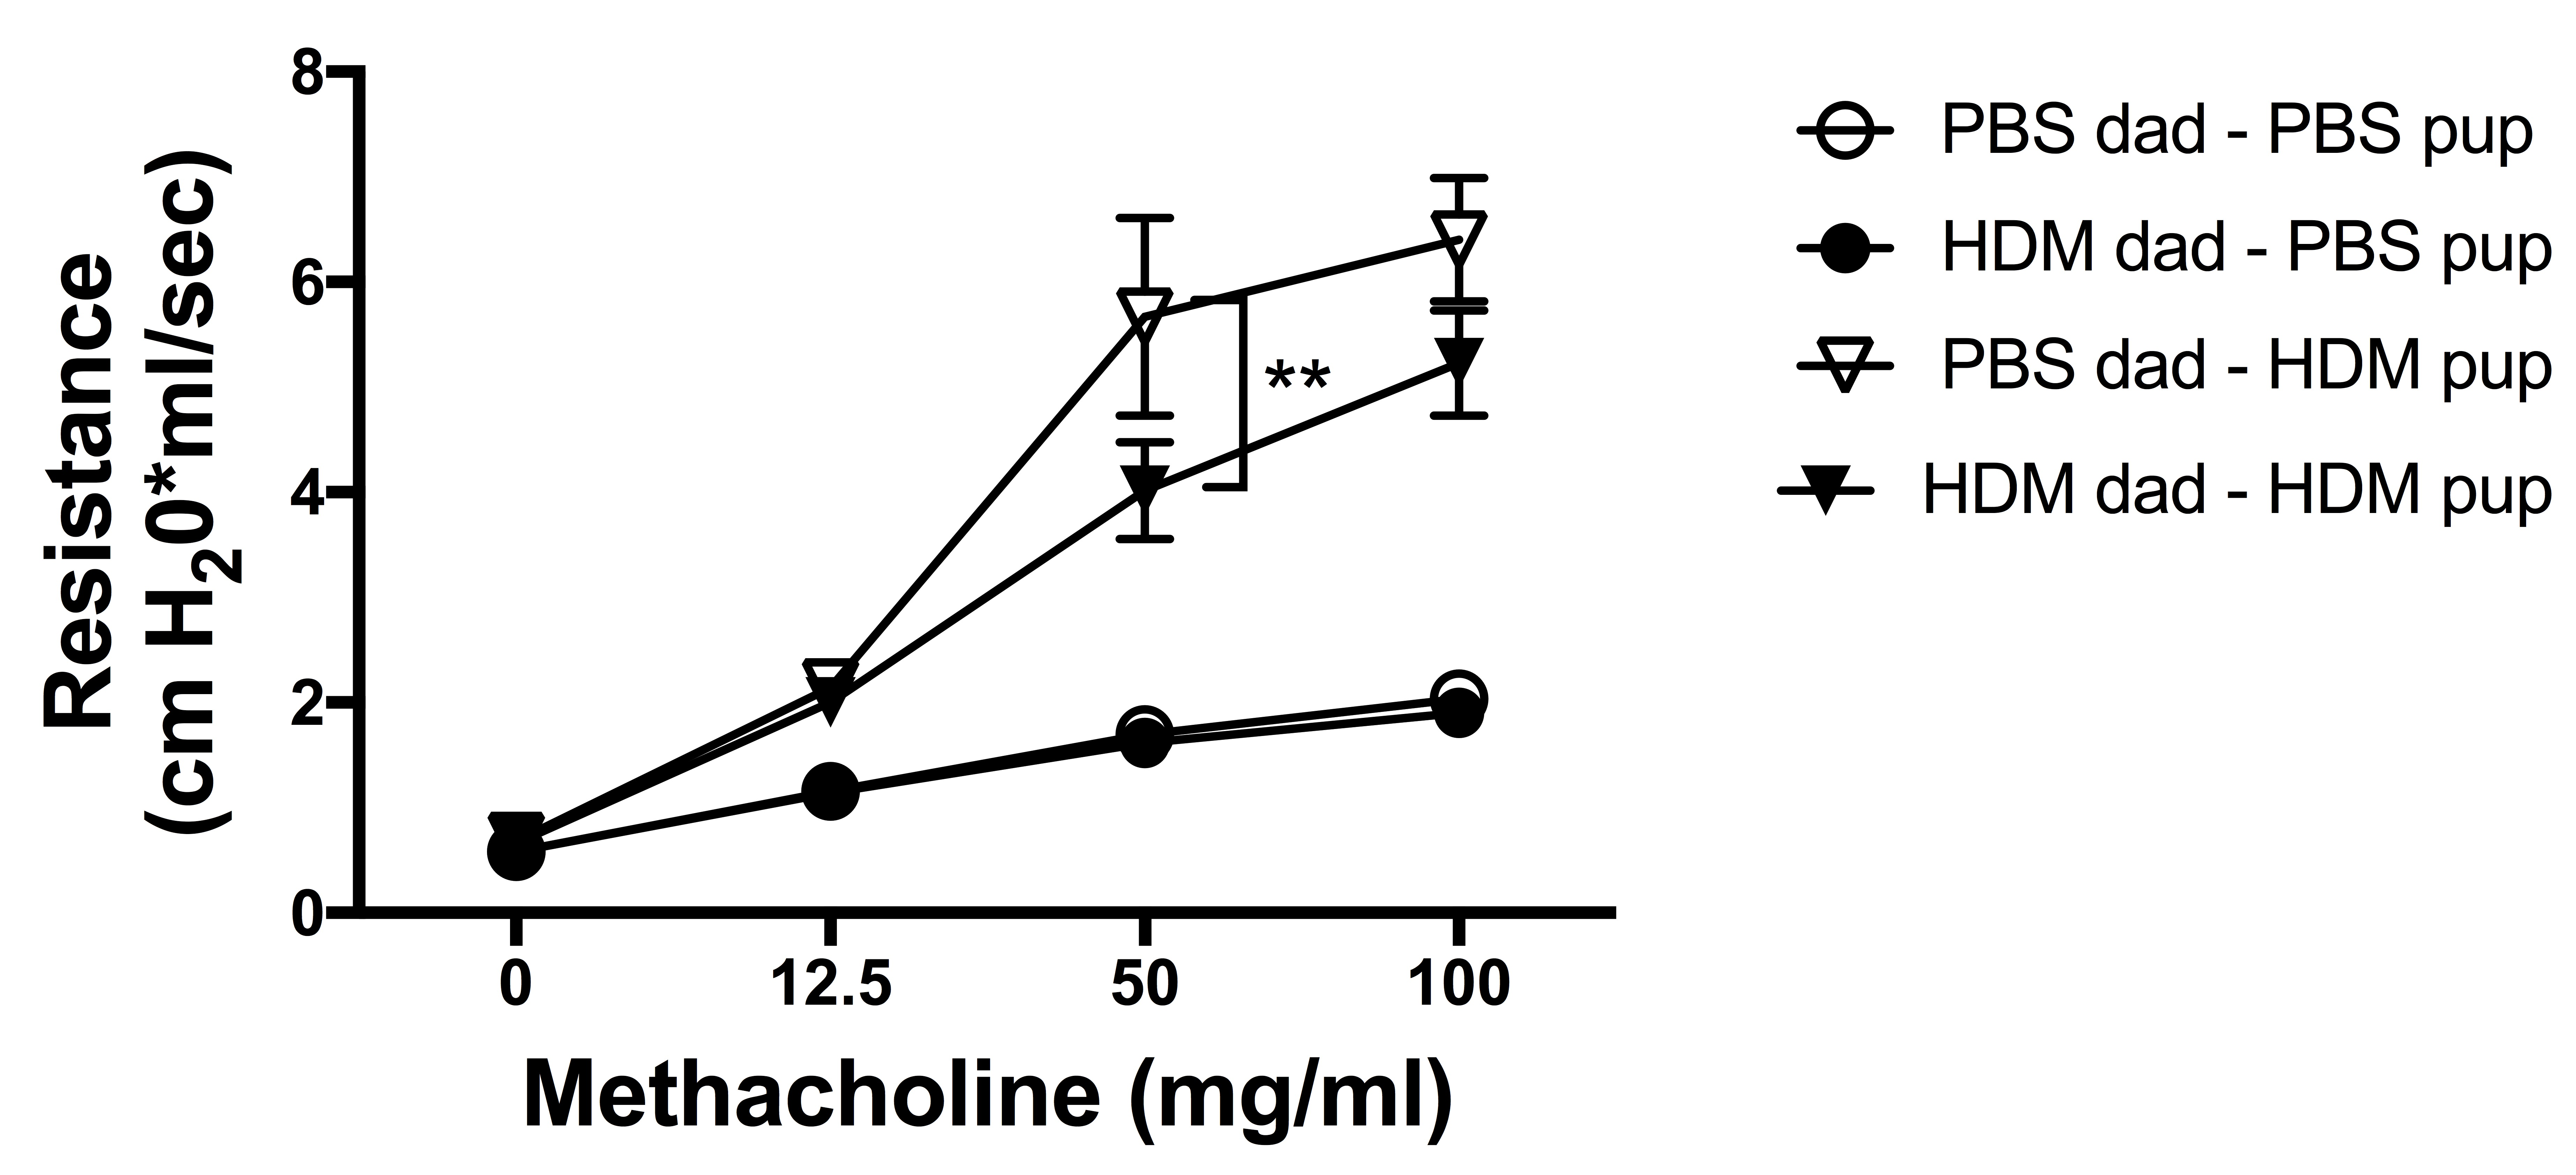 Resistance
(cm H20*ml/sec)
8
6
4
2
0
0 12.5 50 100
Methacholine (mg/ml)
**
PBS dad - PBS pup
HDM dad - PBS pup
PBS dad - HDM pup
HDM dad - HDM pup